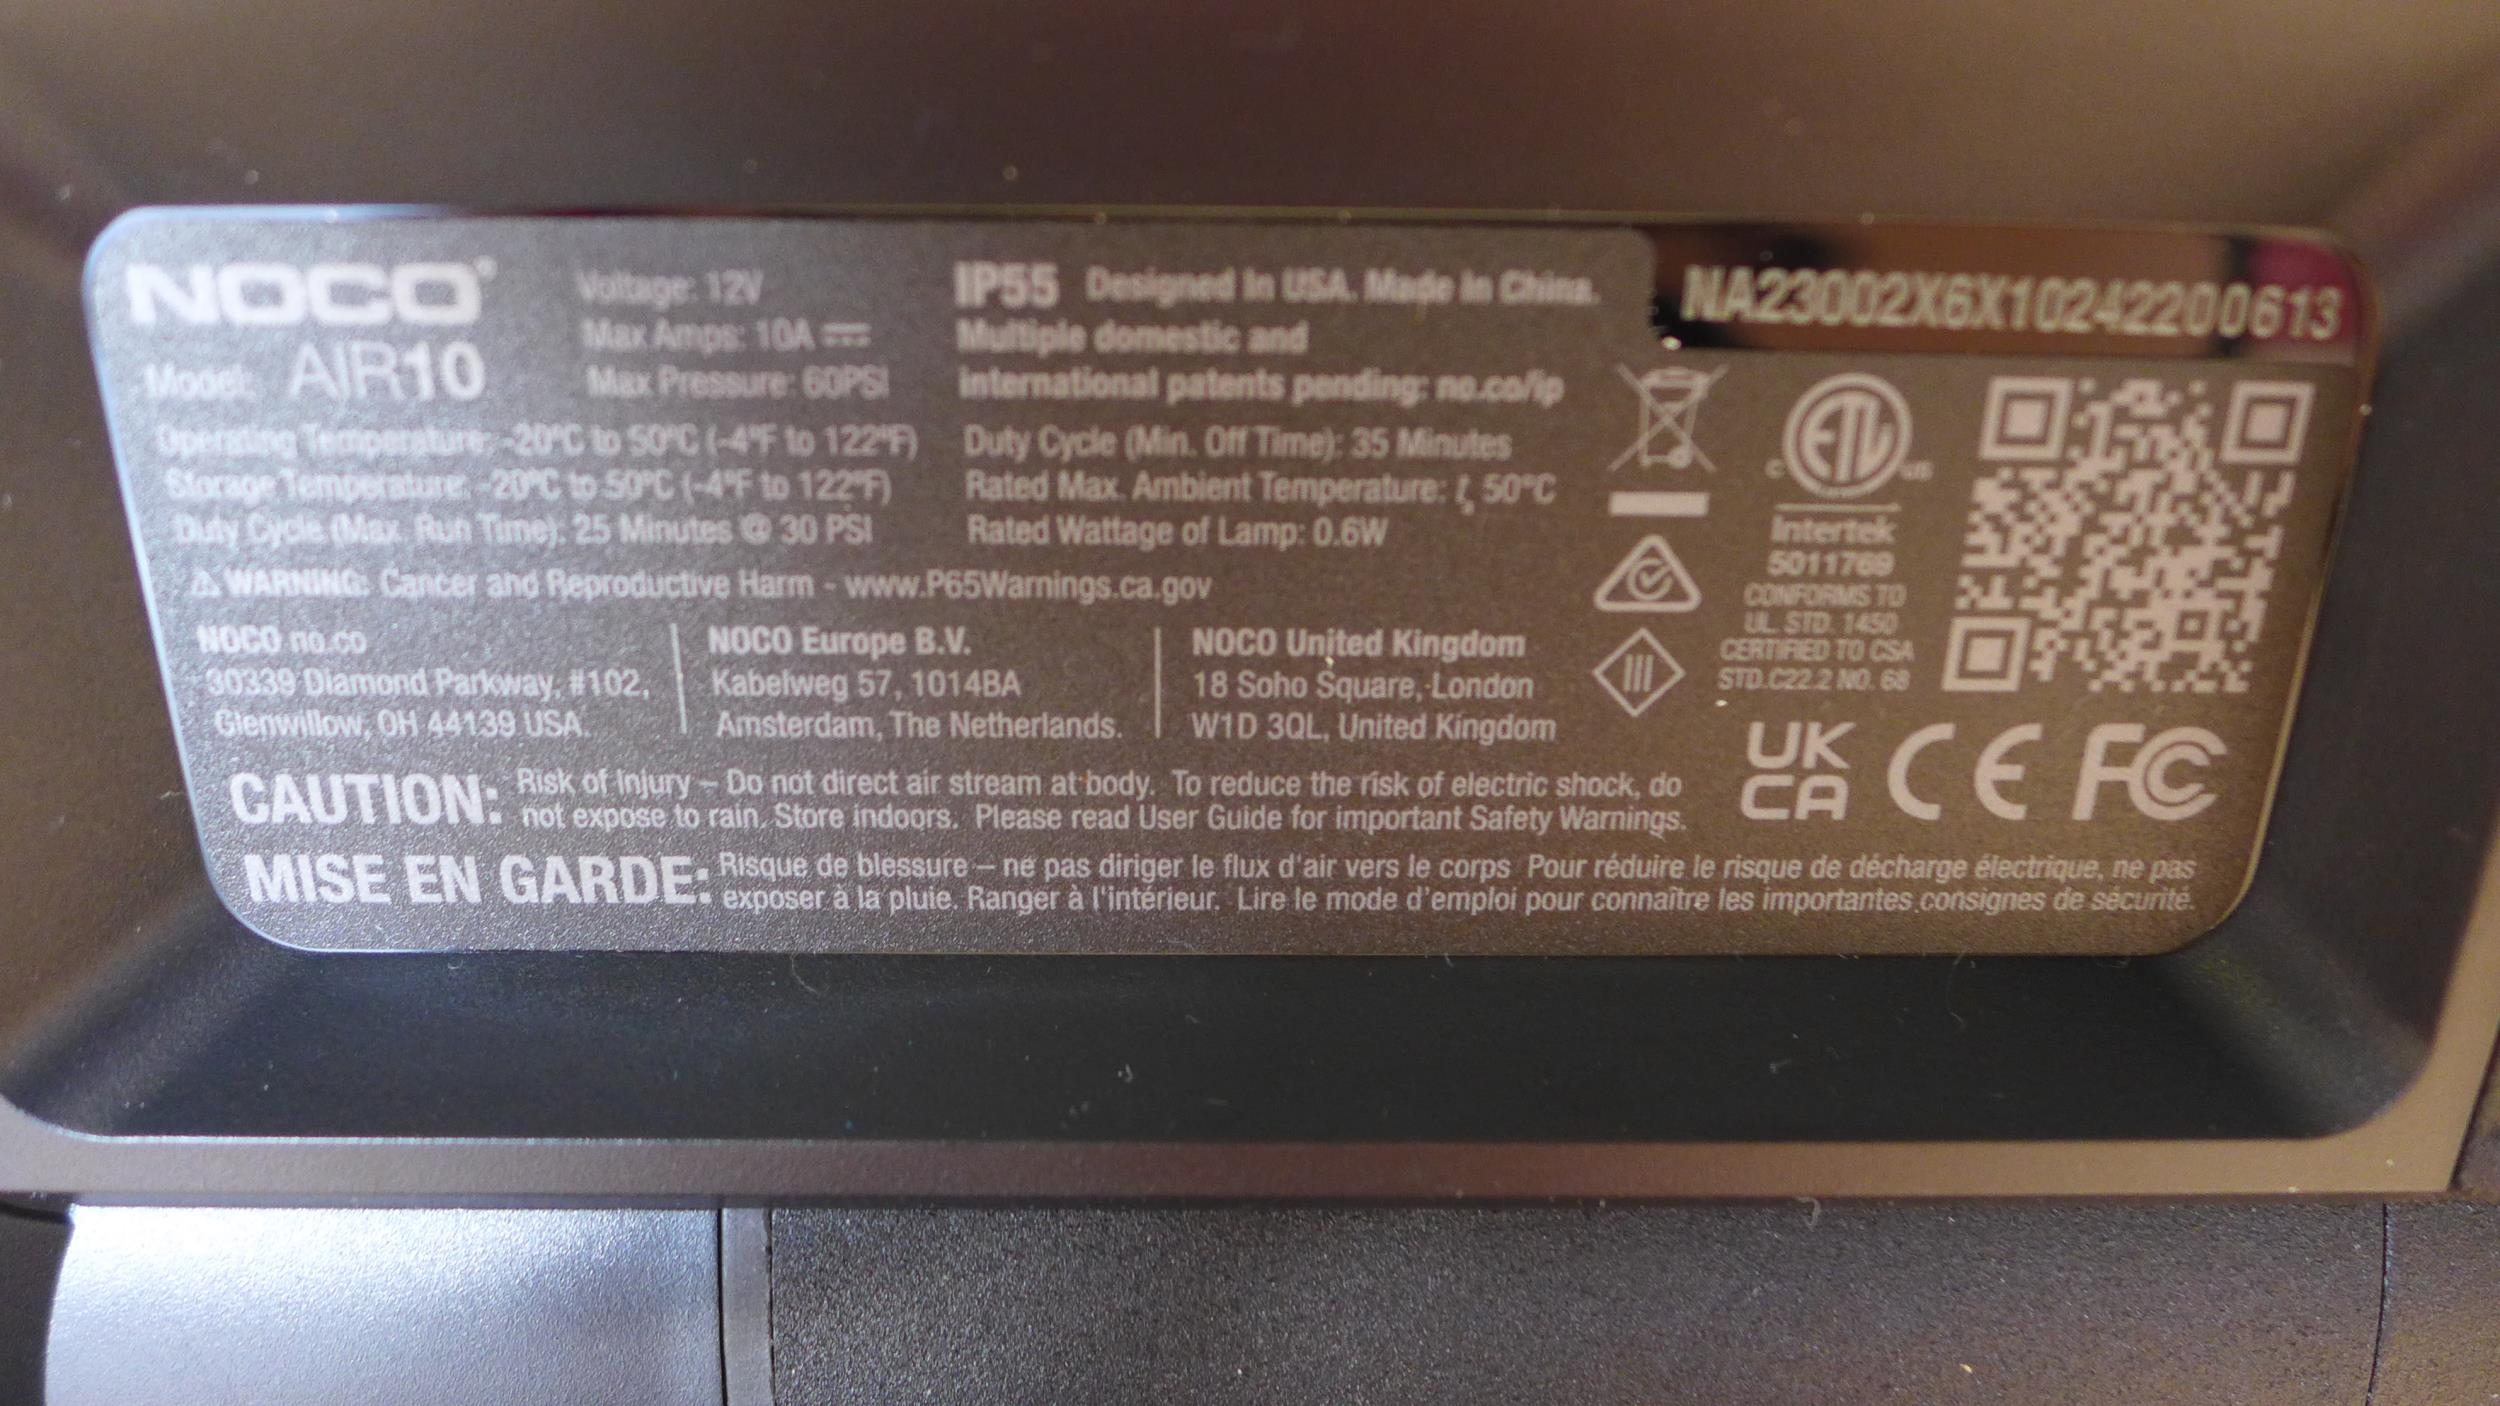 NOCO®
Model: AIR10
Voltage: 12V
Max Amps: 10A
Max Pressure: 60PSI
Operating Temperature: -20°C to 50°C (-4°F to 122°F)
Storage Temperature: -20°C to 50°C (-4°F to 122°F)
Duty Cycle (Max. Run Time): 25 Minutes @ 30 PSI
IP55 Designed In USA. Made In China.
Multiple domestic and
International patents pending: no.co/ip
Duty Cycle (Min. Off Time): 35 Minutes
Rated Max. Ambient Temperature: tₐ 50°C
Rated Wattage of Lamp: 0.6W
NA23002X6X10242200613
⚠ WARNING: Cancer and Reproductive Harm - www.P65Warnings.ca.gov
NOCO no.co
30339 Diamond Parkway, #102,
Glenwillow, OH 44139 USA.
NOCO Europe B.V.
Kabelweg 57, 1014BA
Amsterdam, The Netherlands.
NOCO United Kingdom
18 Soho Square, London
W1D 3QL, United Kingdom
C ETL US
Intertek
5011769
CONFORMS TO
UL. STD. 1450
CERTIFIED TO CSA
STD.C22.2 NO. 68
UK
CA CE FC
CAUTION: Risk of Injury – Do not direct air stream at body. To reduce the risk of electric shock, do
not expose to rain. Store indoors. Please read User Guide for important Safety Warnings.
MISE EN GARDE: Risque de blessure – ne pas diriger le flux d'air vers le corps Pour réduire le risque de décharge électrique, ne pas
exposer à la pluie. Ranger à l'intérieur. Lire le mode d'emploi pour connaître les importantes consignes de sécurité.